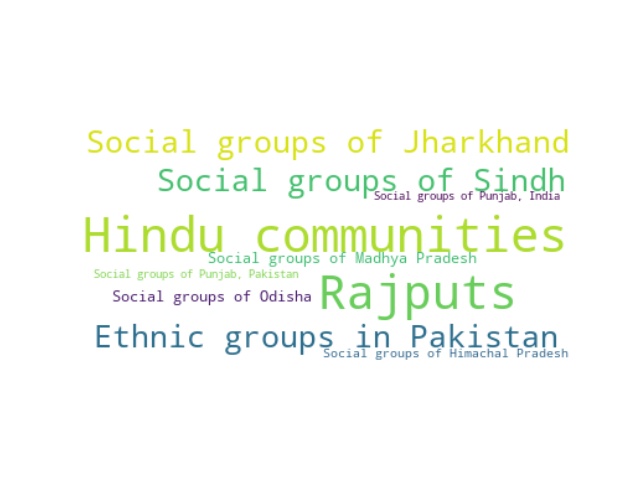 Social groups of Jharkhand
Social groups of Sindh
Social groups of Punjab, India
Hindu communities
Social groups of Madhya Pradesh
Social groups of Punjab, Pakistan
Rajputs
Social groups of Odisha
Ethnic groups in Pakistan
Social groups of Himachal Pradesh